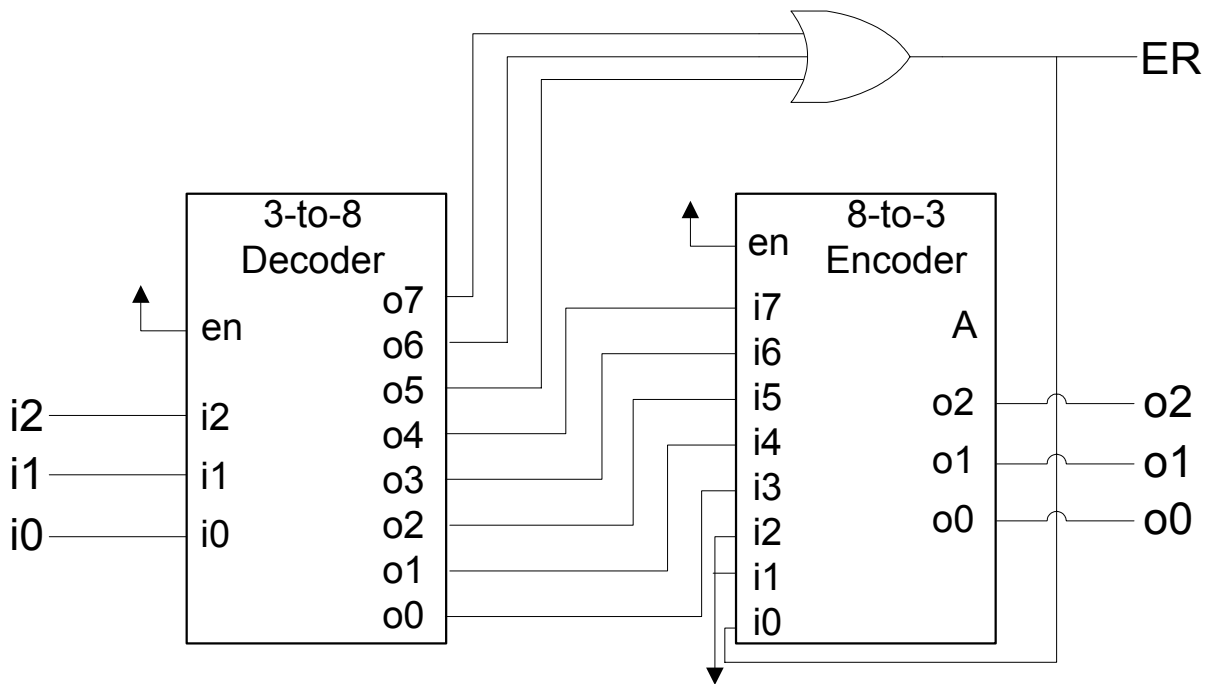 ER
3-to-8
Decoder
en
i2
i1
i0
o7
o6
o5
o4
o3
o2
o1
o0
i2
i1
i0
8-to-3
Encoder
en
A
i7
i6
i5
i4
i3
i2
i1
i0
o2
o1
o0
o2
o1
o0